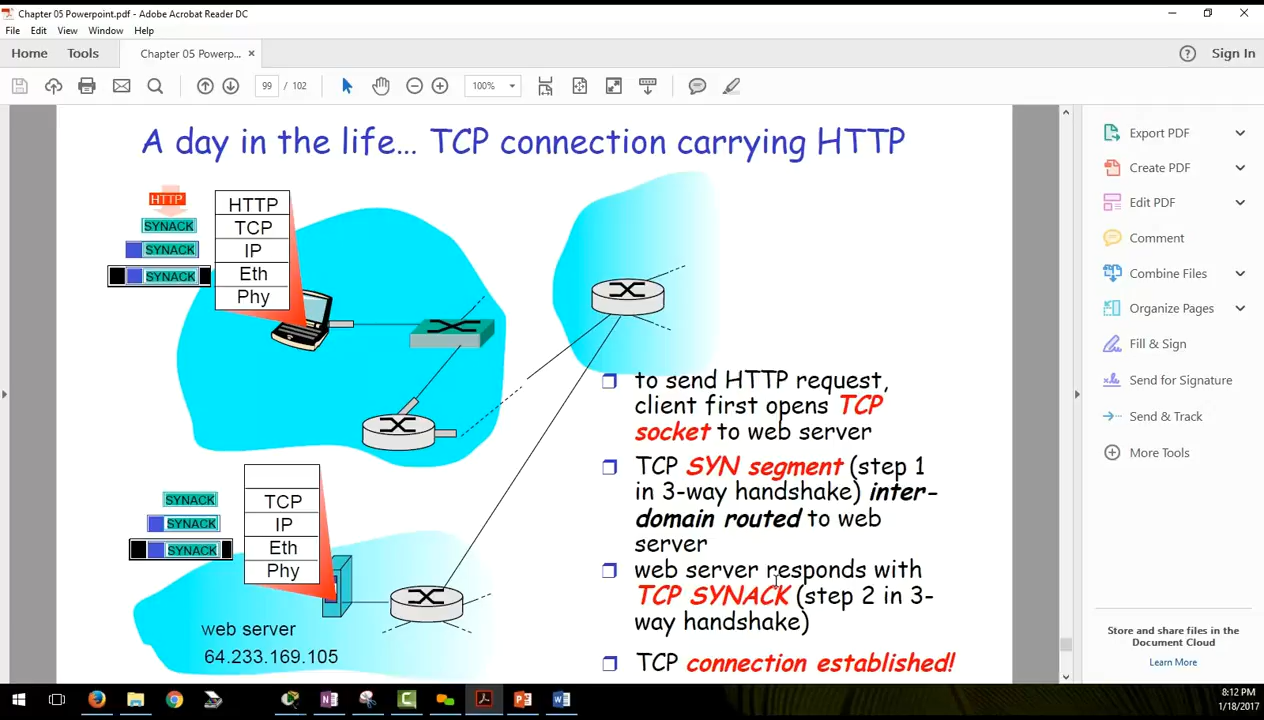 Chapter 05 Powerpoint.pdf - Adobe Acrobat Reader DC
File Edit View Window Help
Home Tools Chapter 05 Powerp... × Sign In
99 / 102 100%
A day in the life... TCP connection carrying HTTP
HTTP
SYNACK
SYNACK
SYNACK
HTTP
TCP
IP
Eth
Phy
to send HTTP request,
client first opens TCP
socket to web server
TCP SYN segment (step 1
in 3-way handshake) inter-
domain routed to web
server
web server responds with
TCP SYNACK (step 2 in 3-
way handshake)
TCP connection established!
SYNACK
SYNACK
SYNACK
TCP
IP
Eth
Phy
web server
64.233.169.105
Export PDF
Create PDF
Edit PDF
Comment
Combine Files
Organize Pages
Fill & Sign
Send for Signature
Send & Track
More Tools
Store and share files in the
Document Cloud
Learn More
8:12 PM
1/18/2017